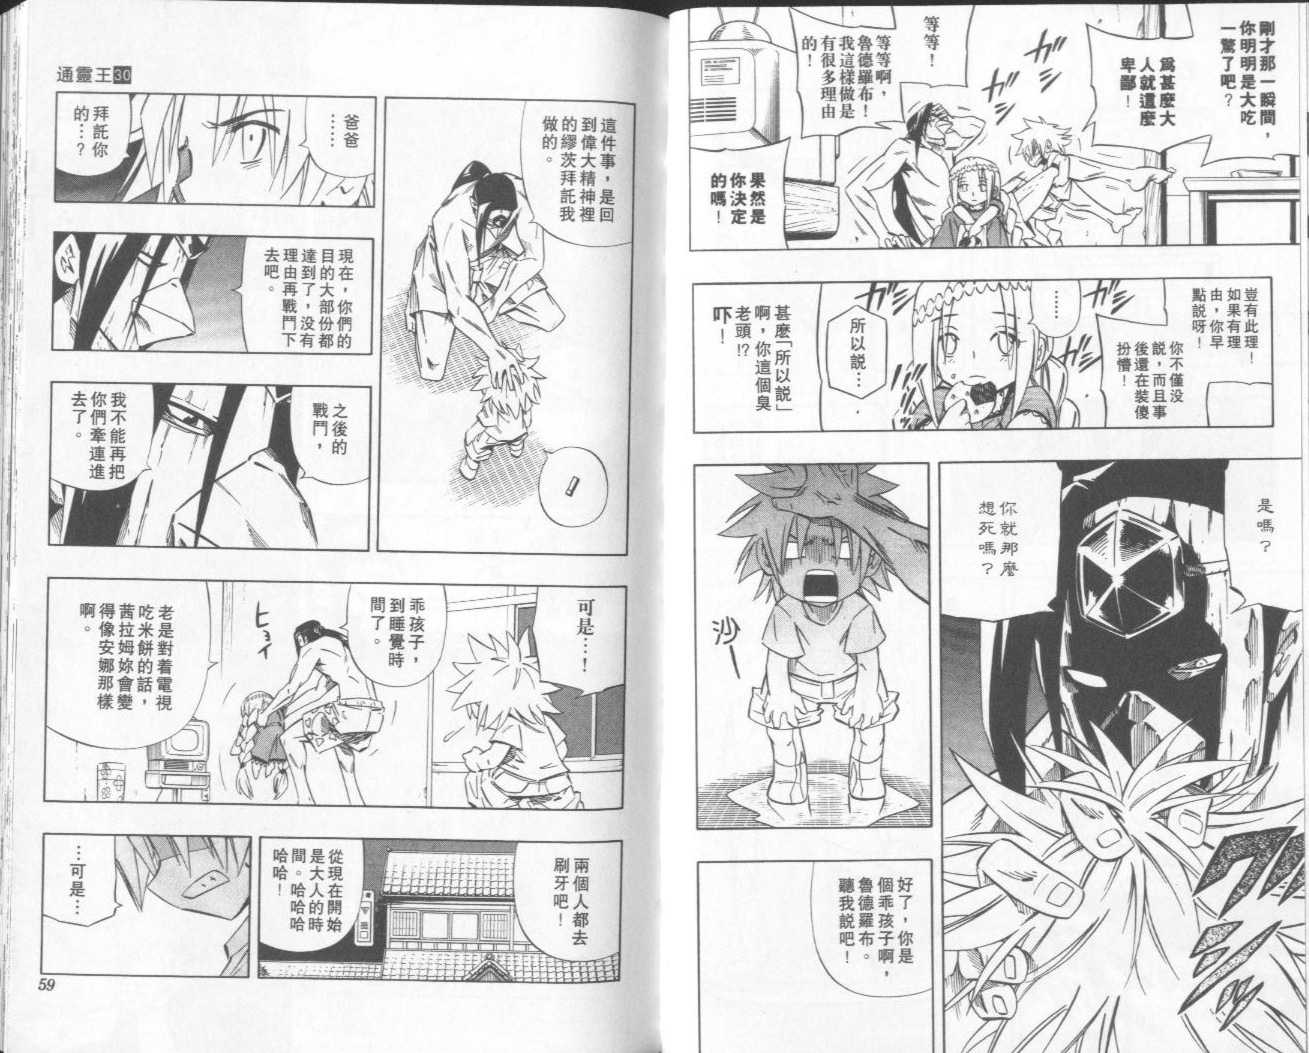 剛才那一瞬間，
你明明是大吃
一驚了吧？
為甚麼大
人就這麼
卑鄙！
等等！
等等啊，
魯德羅布！
我這樣做是
有很多理由
的！
ガッ
ガッ
果然是
你決定
的嗎！
豈有此理！
如果有理
由，你早
點說呀！
你不僅沒
說，而且事
後還在裝傻
扮懵！
……
所以說…
甚麼「所以說」
啊，你這個臭
老頭!?
吓！
是嗎？
你就那麼
想死嗎？
沙—
好了，你是
個乖孩子啊，
魯德羅布。
聽我說吧！
通靈王30
這件事，是回
到偉大精神裡
的繆茨拜託我
做的。
！
爸爸
……
拜託你
的…？
現在，你們的
目的大部份都
達到了，沒有
理由再戰鬥下
去吧。
之後的
戰鬥，
我不能再把
你們牽連進
去了。
可是…！
乖孩子，
到睡覺時
間了。
ヒョイ
老是對着電視
吃米餅的話，
茜拉姆妳會變
得像安娜那樣
啊。
兩個人都去
刷牙吧！
從現在開始
是大人的時
間。哈哈哈
哈哈！
…可是…
59